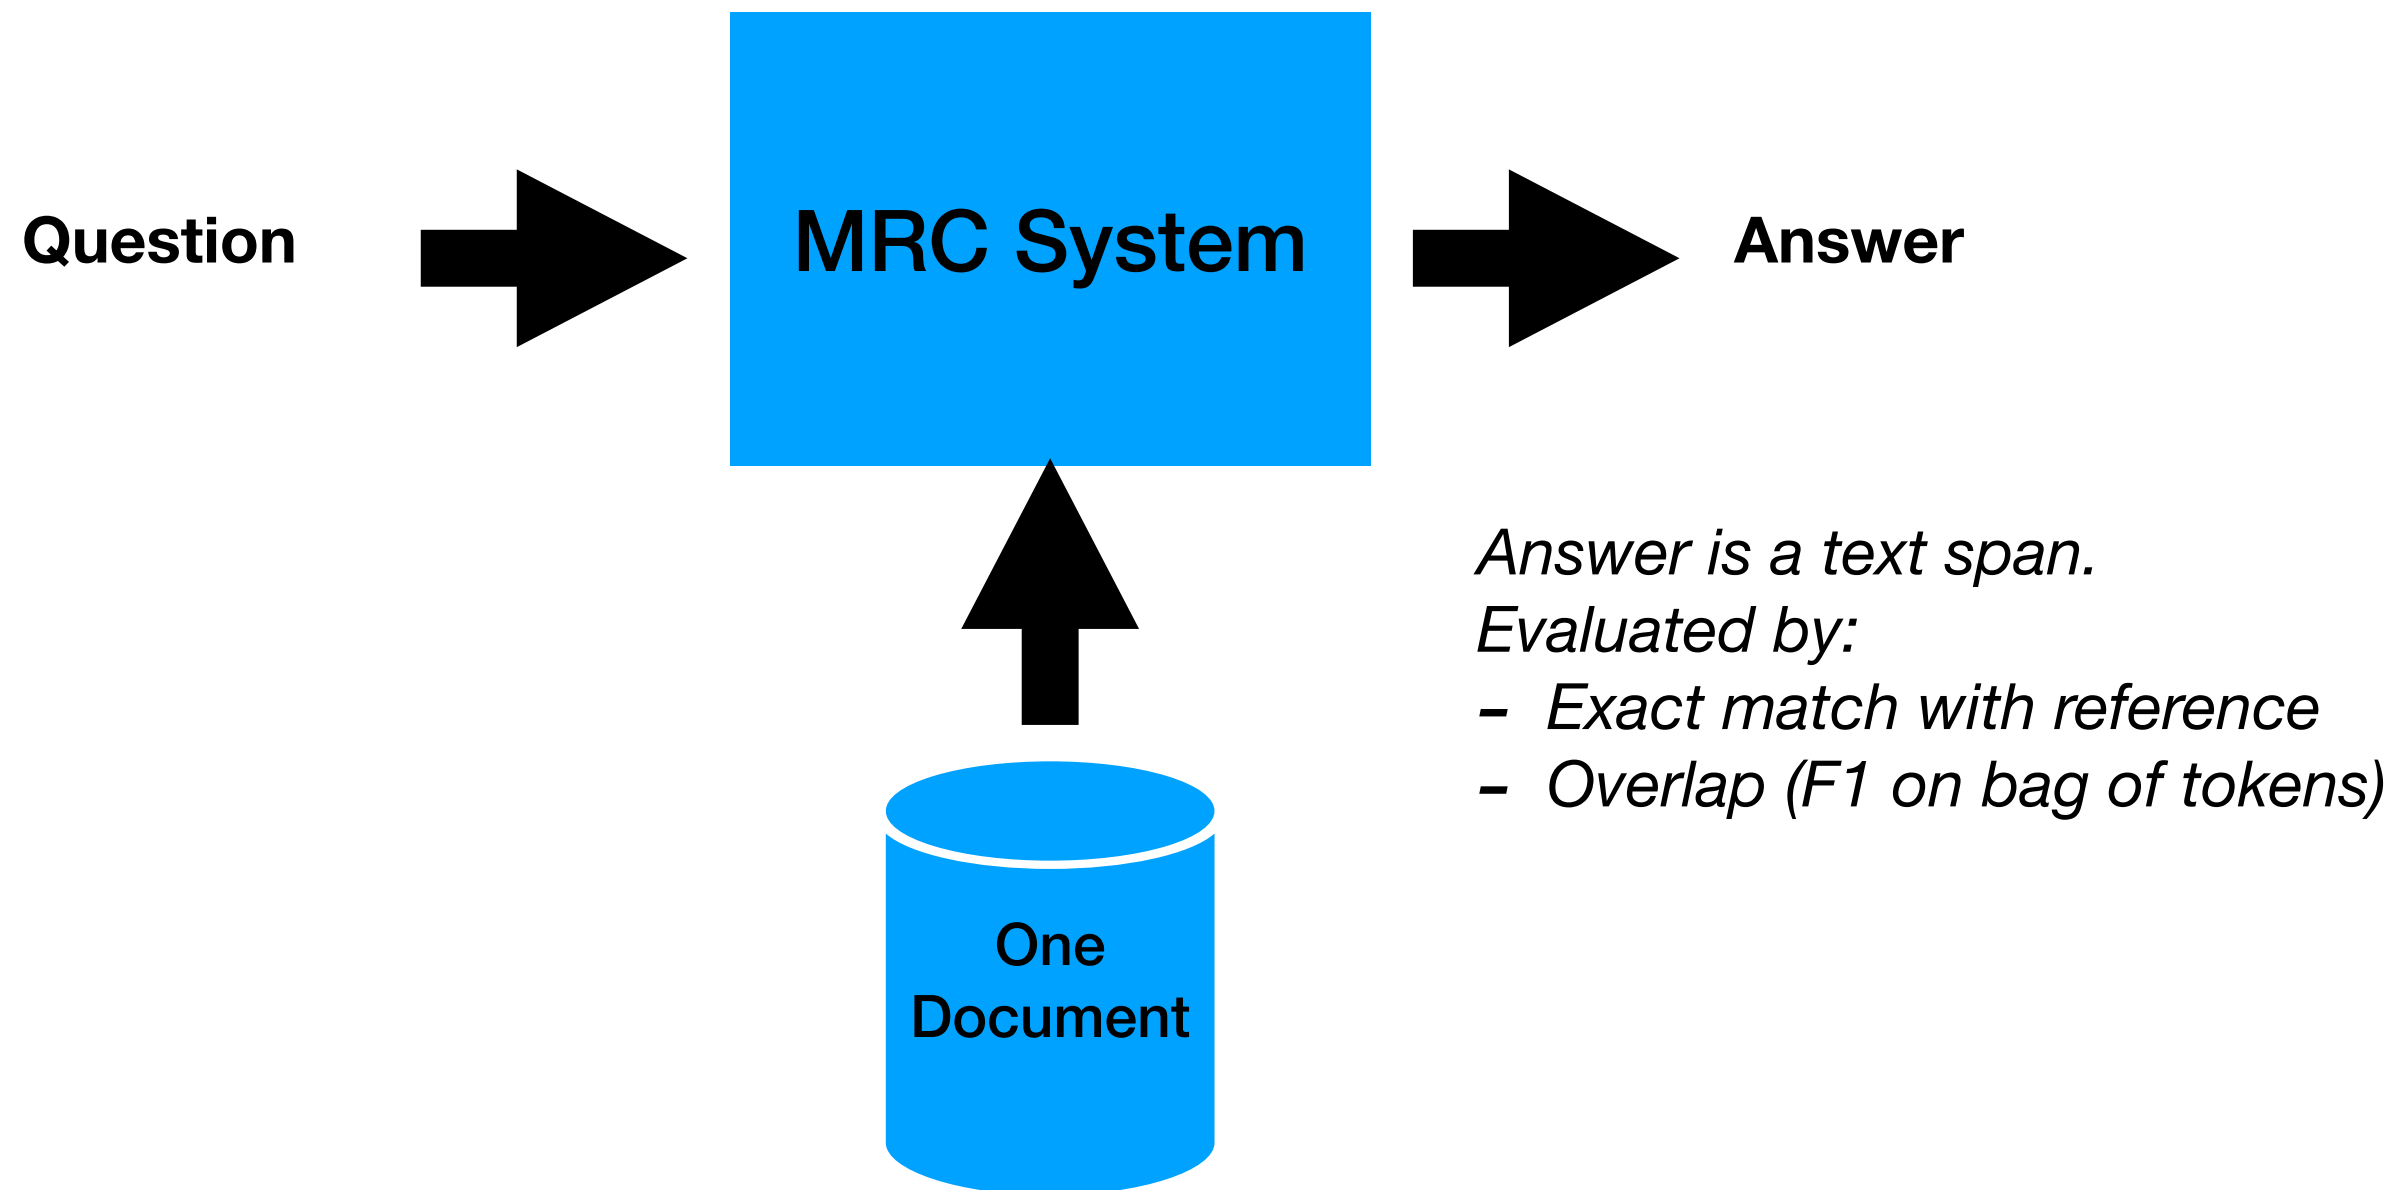 Question
MRC System
Answer
Answer is a text span.
Evaluated by:
- Exact match with reference
- Overlap (F1 on bag of tokens)
One
Document